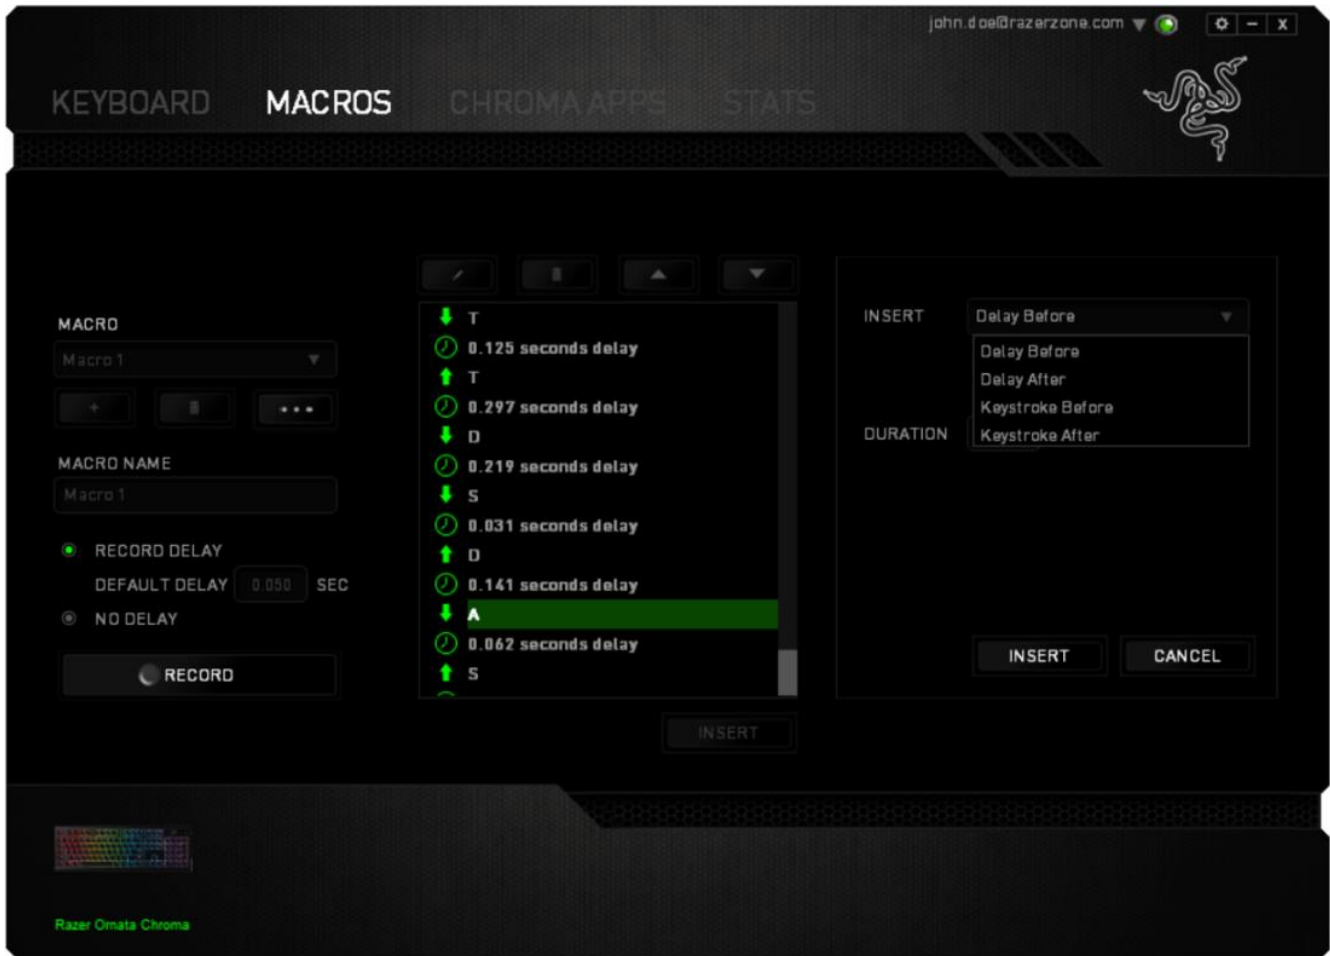 john.doe@razerzone.com
X
KEYBOARD MACROS CHROMA APPS STATS
MACRO
Macro 1
MACRO NAME
Macro 1
RECORD DELAY
DEFAULT DELAY 0.050 SEC
NO DELAY
RECORD
T
0.125 seconds delay
T
0.297 seconds delay
D
0.219 seconds delay
S
0.031 seconds delay
D
0.141 seconds delay
A
0.062 seconds delay
S
INSERT
INSERT Delay Before
Delay Before
Delay After
Keystroke Before
Keystroke After
DURATION
INSERT CANCEL
Razer Ornata Chroma